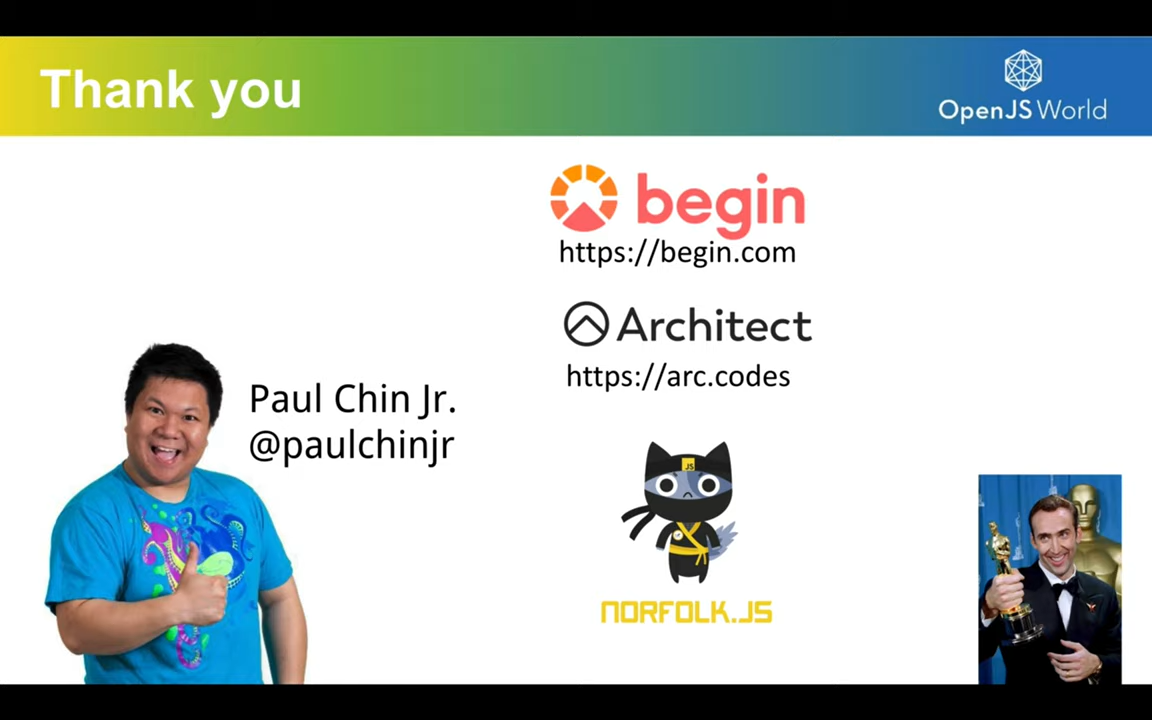 Thank you
OpenJS World
begin
https://begin.com
Architect
https://arc.codes
Paul Chin Jr.
@paulchinjr
JS
NORFOLK.JS